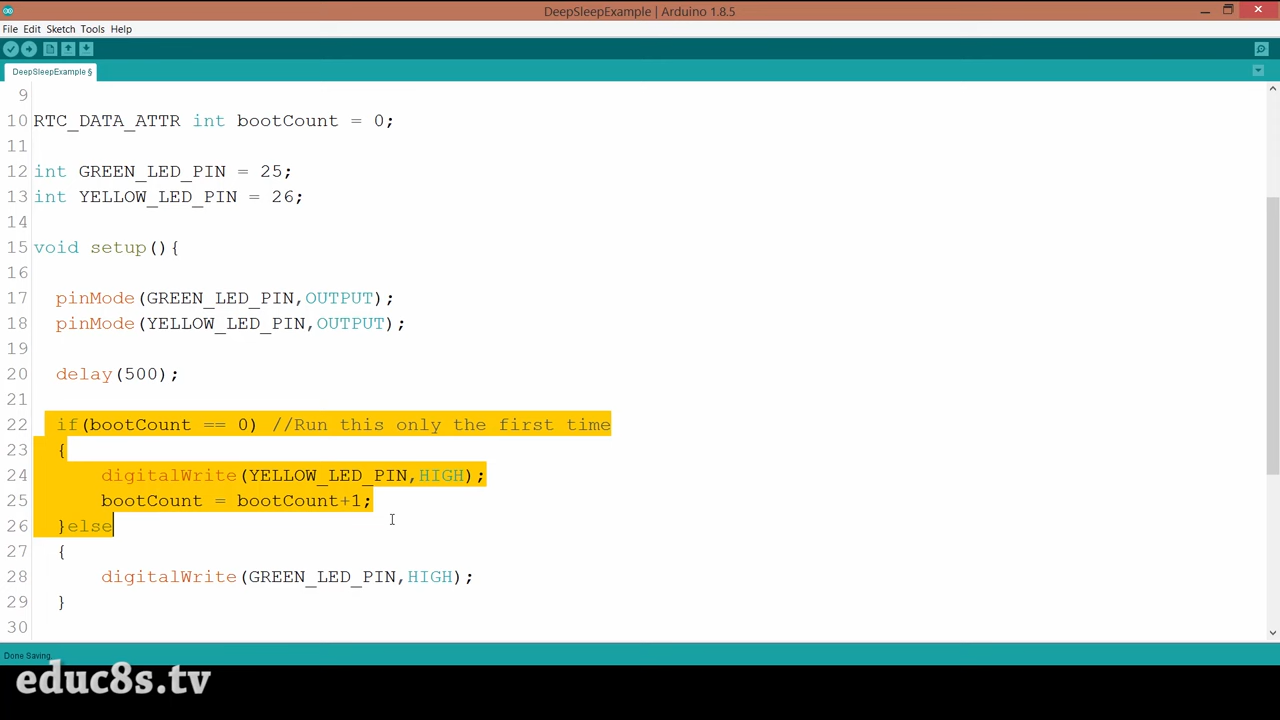 DeepSleepExample | Arduino 1.8.5
File Edit Sketch Tools Help
DeepSleepExample §
9
10 RTC_DATA_ATTR int bootCount = 0;
11
12 int GREEN_LED_PIN = 25;
13 int YELLOW_LED_PIN = 26;
14
15 void setup(){
16
17 pinMode(GREEN_LED_PIN,OUTPUT);
18 pinMode(YELLOW_LED_PIN,OUTPUT);
19
20 delay(500);
21
22 if(bootCount == 0) //Run this only the first time
23 {
24 digitalWrite(YELLOW_LED_PIN,HIGH);
25 bootCount = bootCount+1;
26 }else
27 {
28 digitalWrite(GREEN_LED_PIN,HIGH);
29 }
30
Done Saving.
educ8s.tv